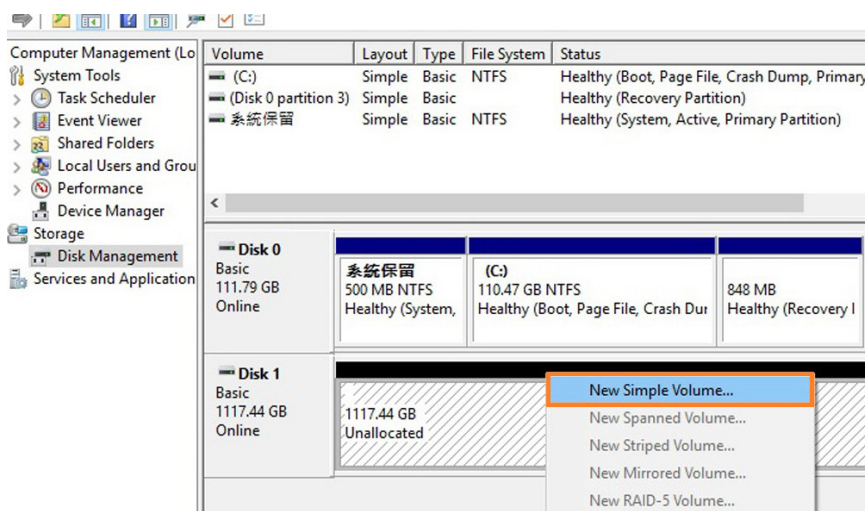 Computer Management (Lo
System Tools
Task Scheduler
Event Viewer
Shared Folders
Local Users and Grou
Performance
Device Manager
Storage
Disk Management
Services and Application
Volume Layout Type File System Status
(C:) Simple Basic NTFS Healthy (Boot, Page File, Crash Dump, Primary
(Disk 0 partition 3) Simple Basic Healthy (Recovery Partition)
系統保留 Simple Basic NTFS Healthy (System, Active, Primary Partition)
Disk 0
Basic
111.79 GB
Online
系統保留
500 MB NTFS
Healthy (System,
(C:)
110.47 GB NTFS
Healthy (Boot, Page File, Crash Dur
848 MB
Healthy (Recovery I
Disk 1
Basic
1117.44 GB
Online
1117.44 GB
Unallocated
New Simple Volume...
New Spanned Volume...
New Striped Volume...
New Mirrored Volume...
New RAID-5 Volume...